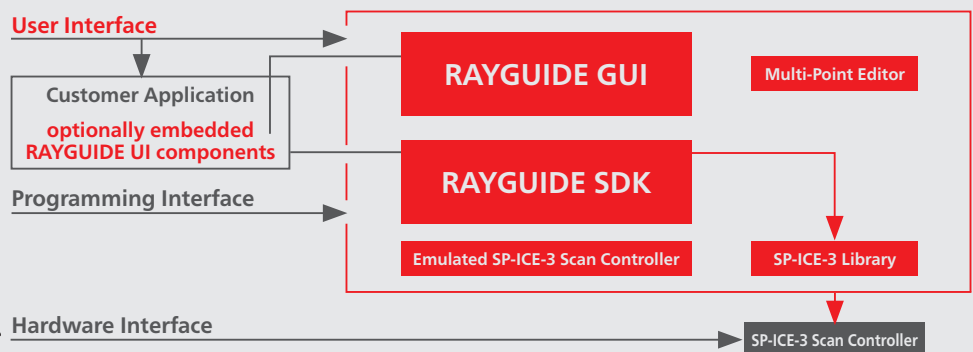 User Interface
RAYGUIDE GUI
Multi-Point Editor
Customer Application
optionally embedded
RAYGUIDE UI components
RAYGUIDE SDK
Programming Interface
Emulated SP-ICE-3 Scan Controller
SP-ICE-3 Library
Hardware Interface
SP-ICE-3 Scan Controller